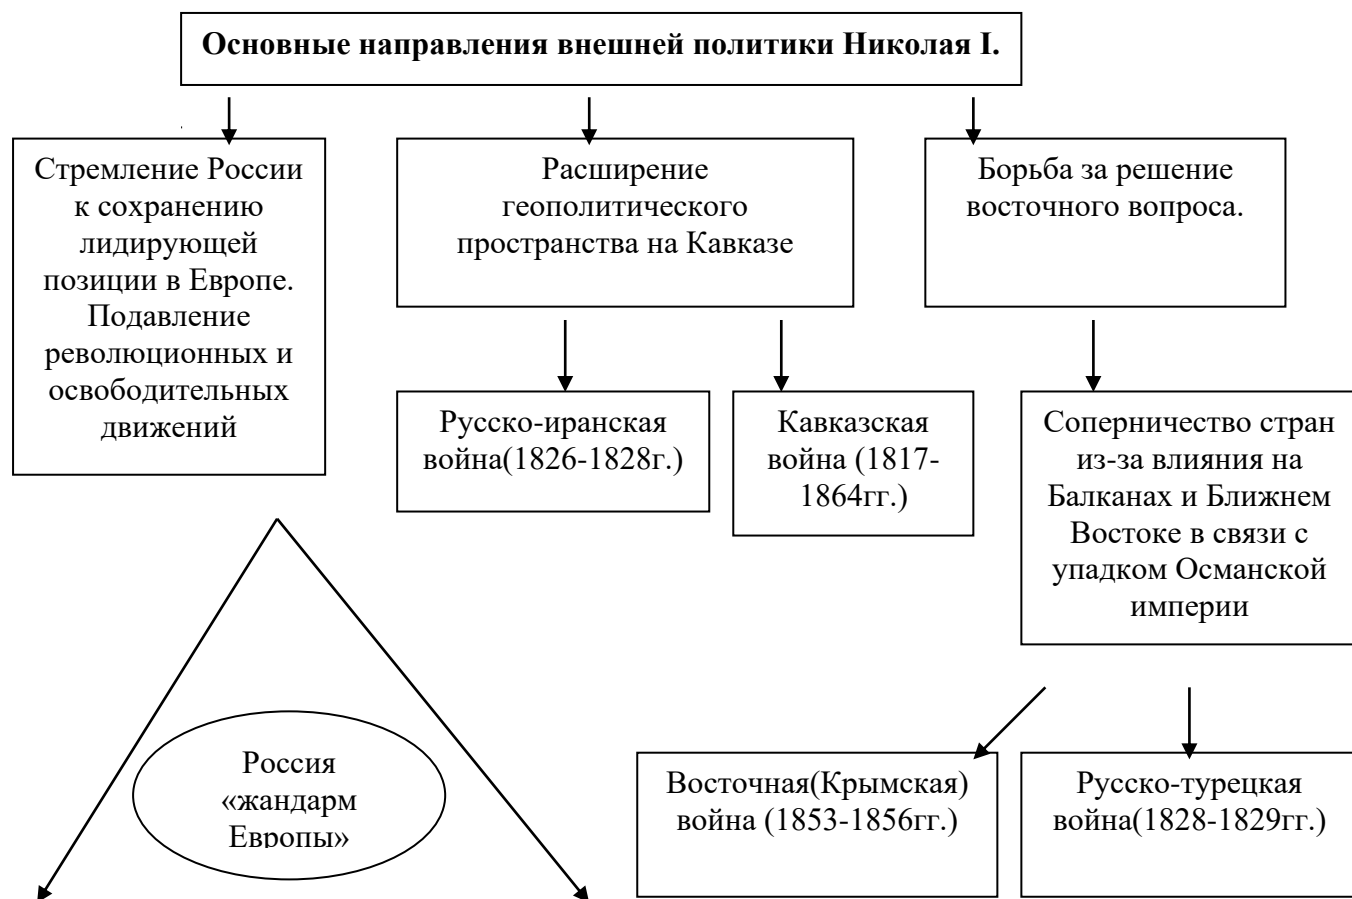 Основные направления внешней политики Николая I.
Стремление России
к сохранению
лидирующей
позиции в Европе.
Подавление
революционных и
освободительных
движений
Расширение
геополитического
пространства на Кавказе
Борьба за решение
восточного вопроса.
Русско-иранская
война(1826-1828г.)
Кавказская
война (1817-
1864гг.)
Соперничество стран
из-за влияния на
Балканах и Ближнем
Востоке в связи с
упадком Османской
империи
Россия
«жандарм
Европы»
Восточная(Крымская)
война (1853-1856гг.)
Русско-турецкая
война(1828-1829гг.)